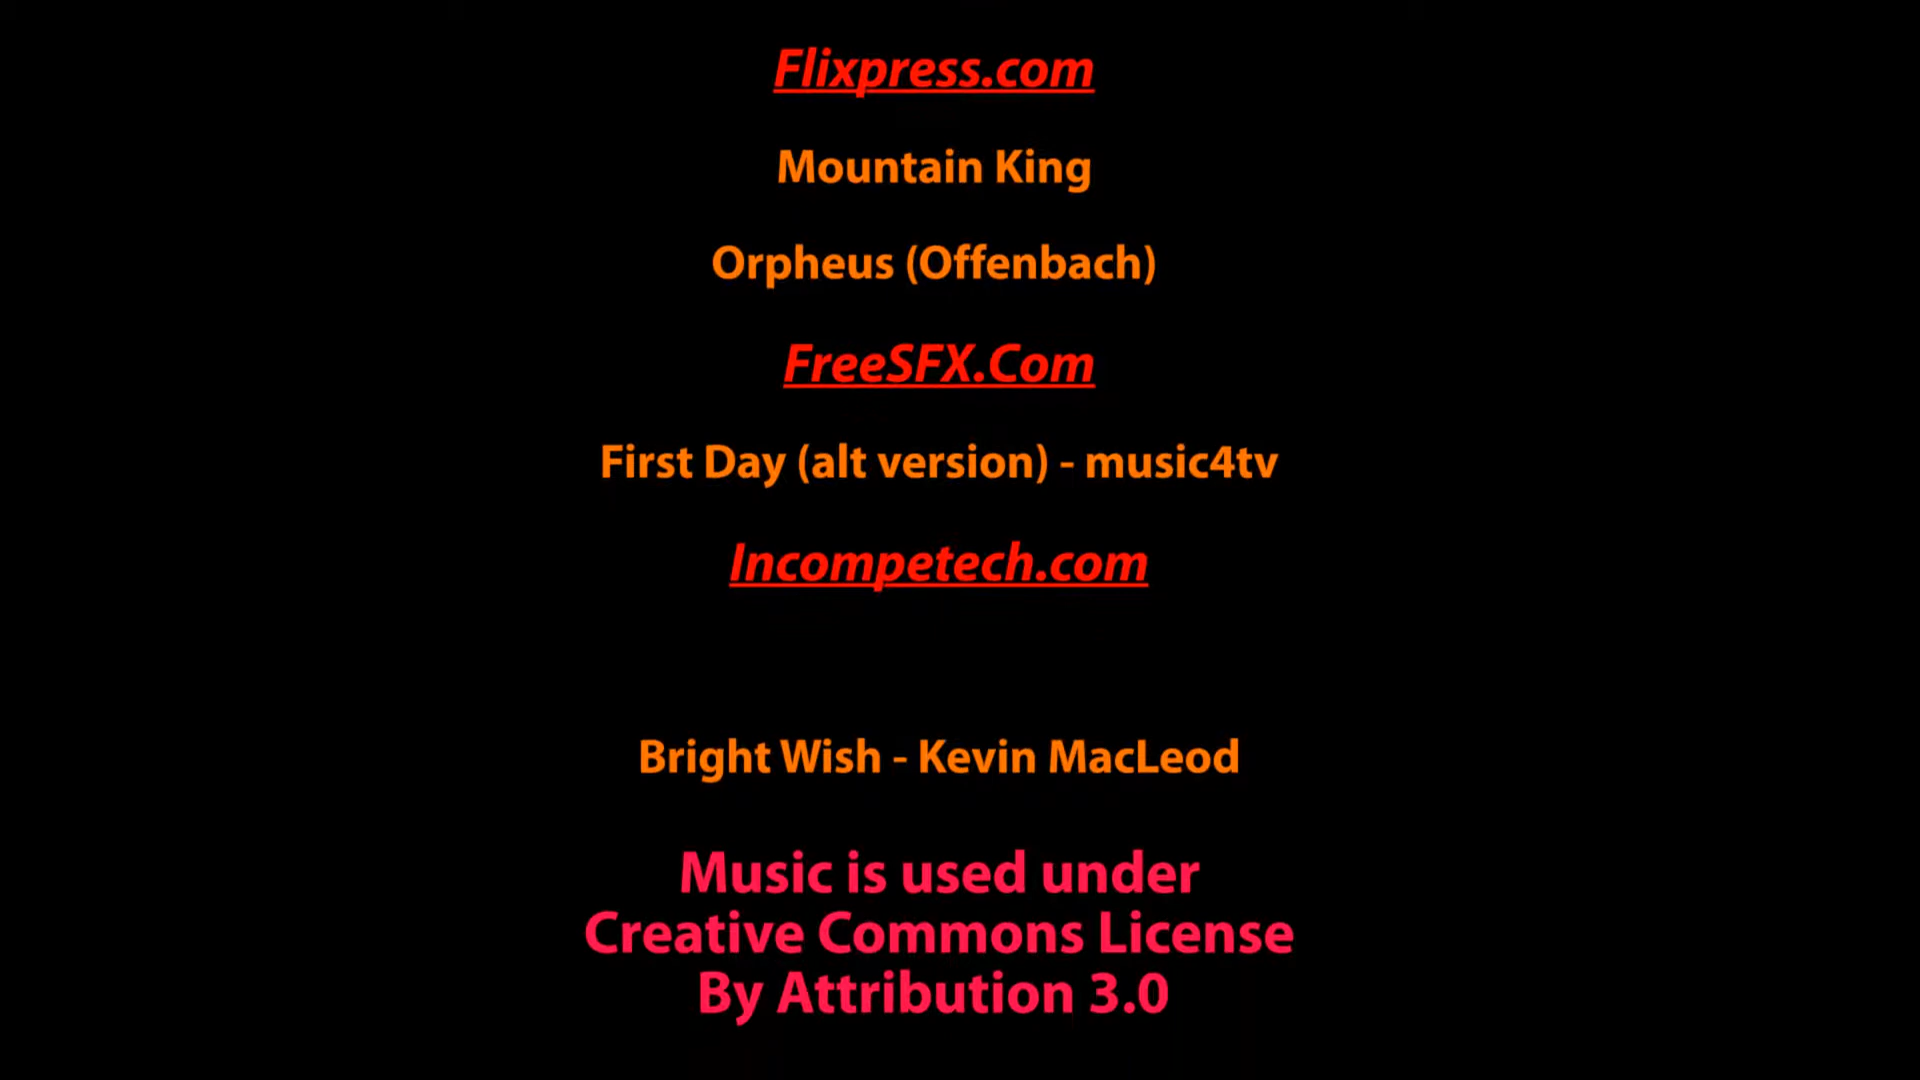 Flixpress.com
Mountain King
Orpheus (Offenbach)
FreeSFX.Com
First Day (alt version) - music4tv
Incompetech.com
Bright Wish - Kevin MacLeod
Music is used under
Creative Commons License
By Attribution 3.0